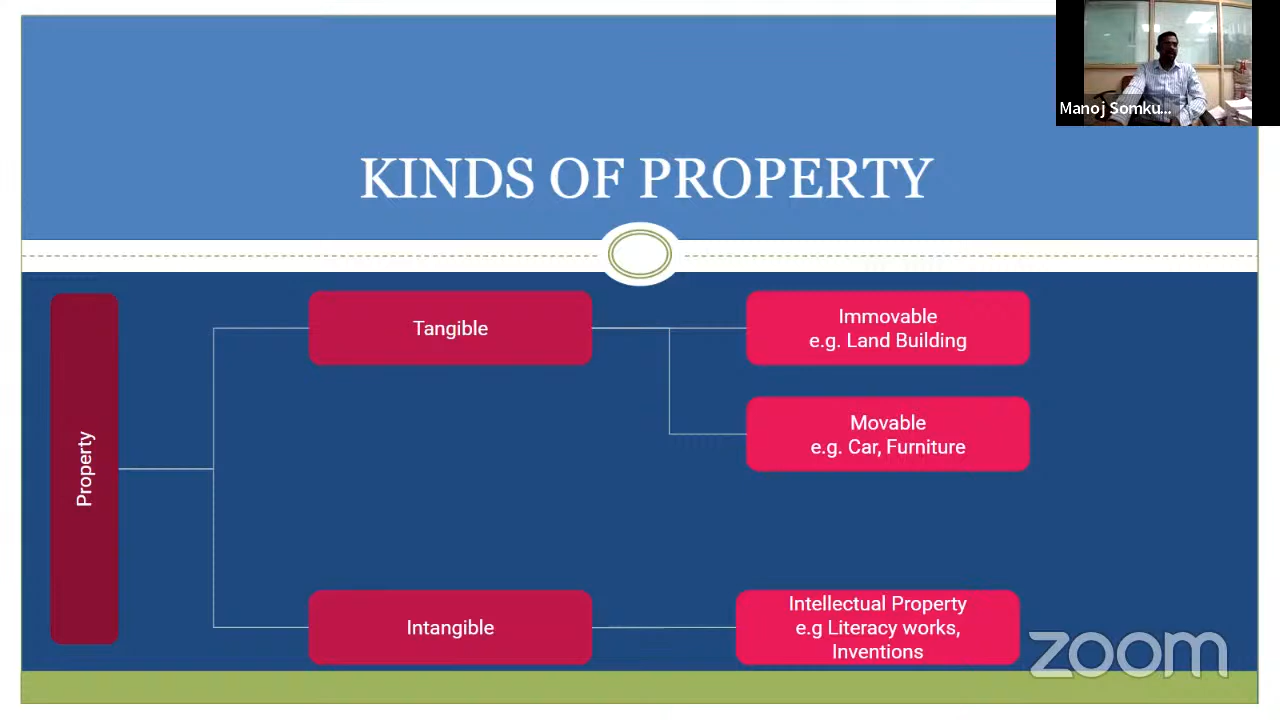 Manoj Somku...
KINDS OF PROPERTY
Property
Tangible
Immovable
e.g. Land Building
Movable
e.g. Car, Furniture
Intangible
Intellectual Property
e.g Literacy works,
Inventions
zoom